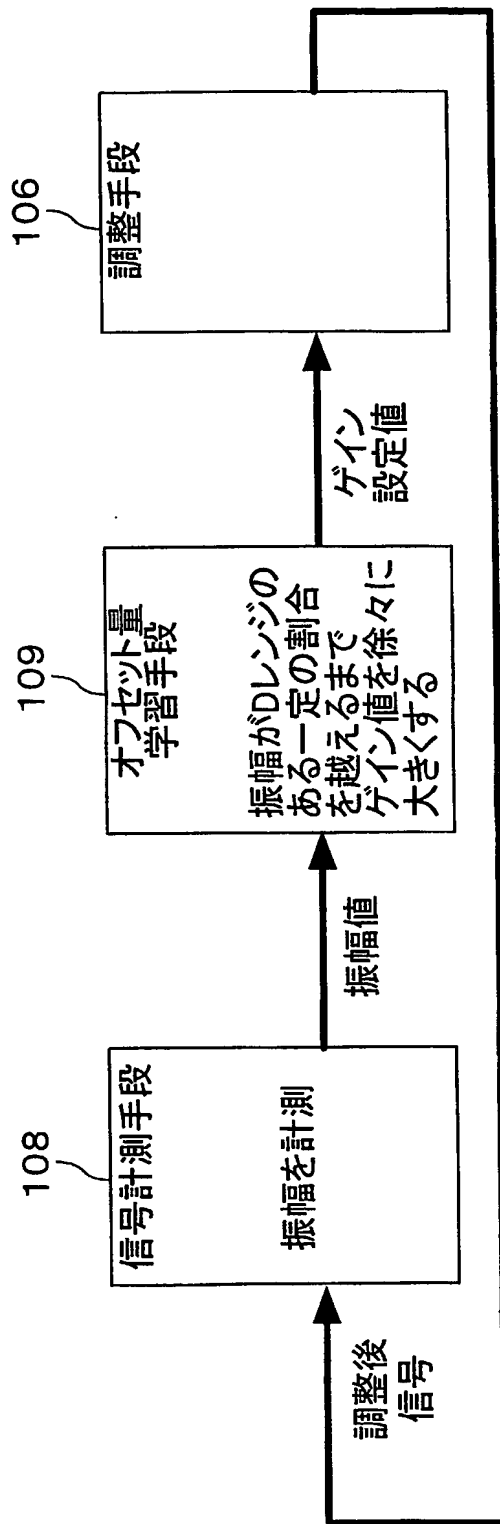 108
信号計測手段
振幅を計測
調整後
信号
振幅値
109
オフセット量
学習手段
振幅がDレンジの
ある一定の割合
を越えるまで
ゲイン値を徐々に
大きくする
ゲイン
設定値
106
調整手段